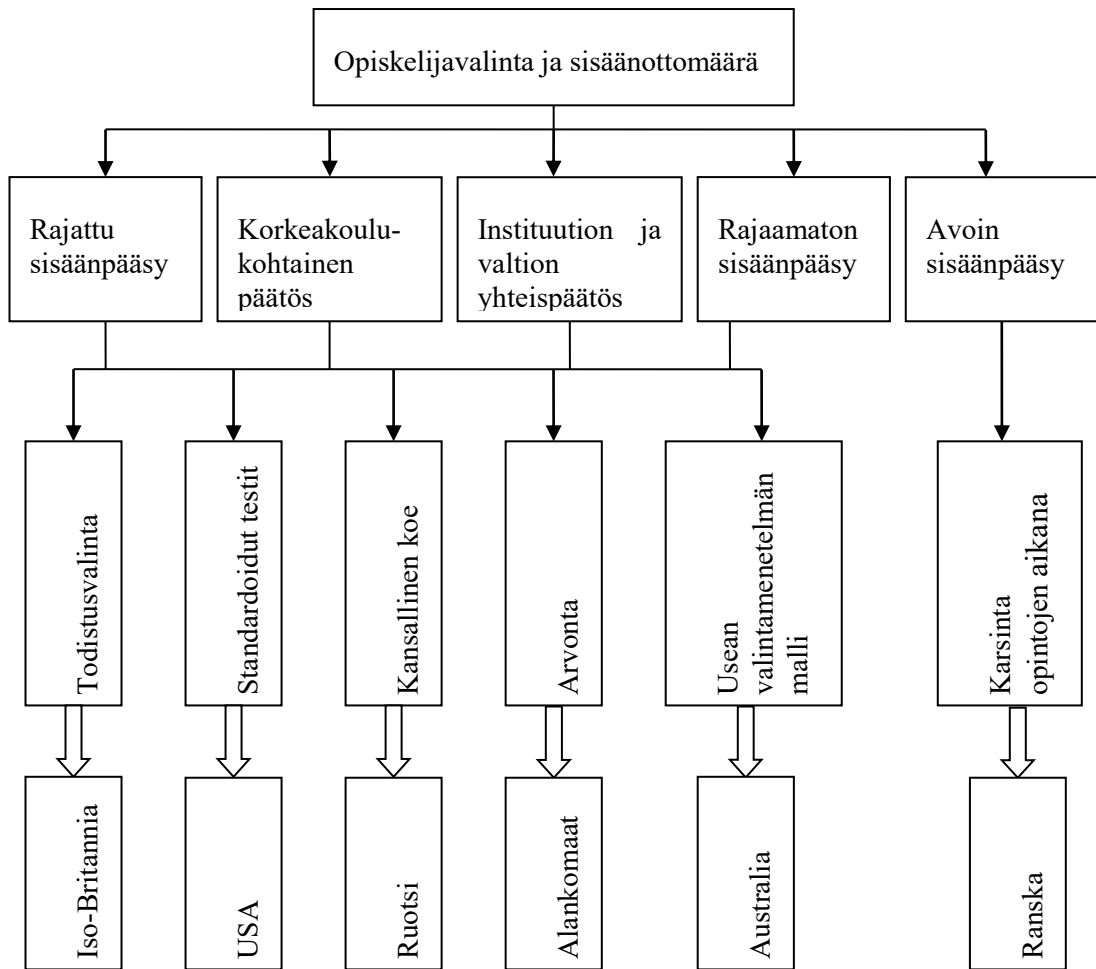 Opiskelijavalinta ja sisäänottomäärä
Rajattu
sisäänpääsy
Korkeakoulu-
kohtainen
päätös
Instituution ja
valtion
yhteispäätös
Rajaamaton
sisäänpääsy
Avoin
sisäänpääsy
Todistusvalinta
Standardoidut testit
Kansallinen koe
Arvonta
Usean
valintamenetelmän
malli
Karsinta
opintojen aikana
Iso-Britannia
USA
Ruotsi
Alankomaat
Australia
Ranska